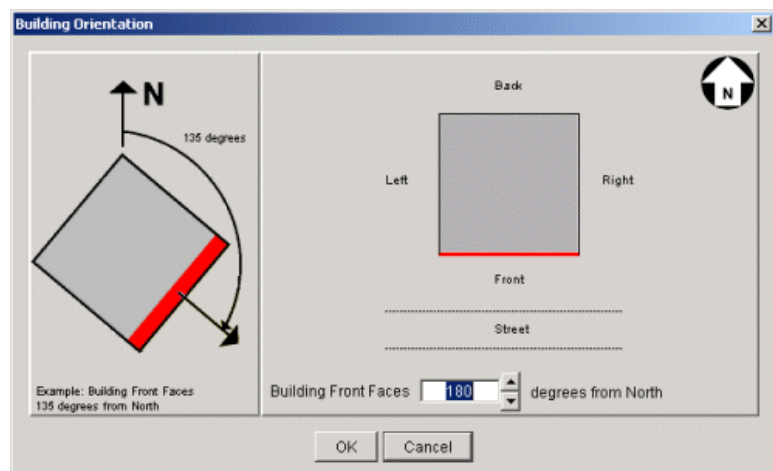 Building Orientation
N
135 degrees
Example: Building Front Faces
135 degrees from North
N
Back
Left
Right
Front
Street
Building Front Faces 180 degrees from North
OK
Cancel